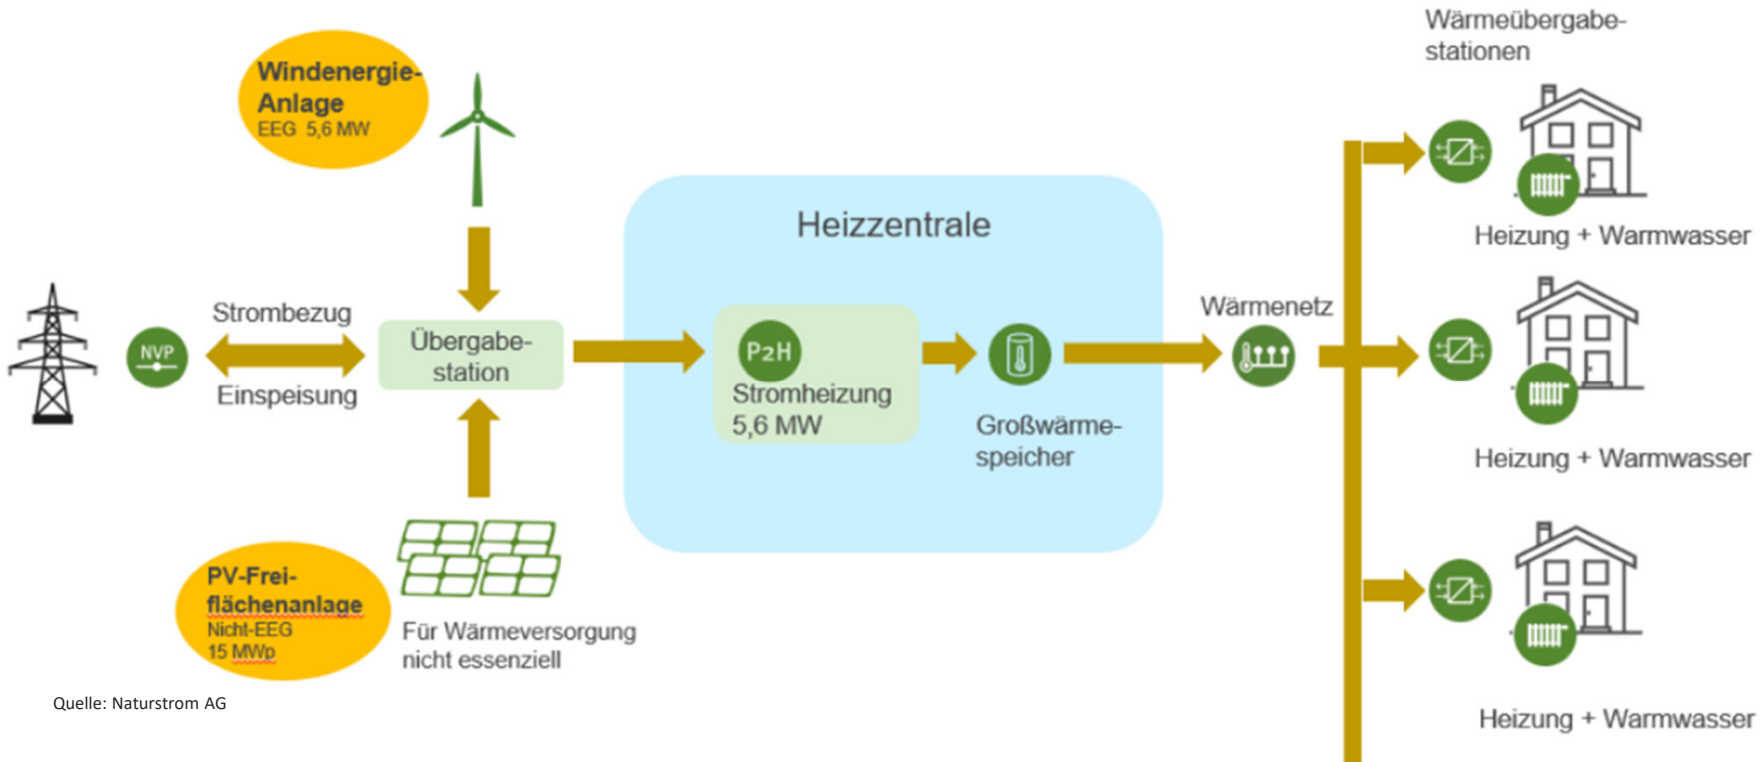 Wärmeübergabe-
stationen
Windenergie-
Anlage
EEG 5,6 MW
Heizzentrale
Heizung + Warmwasser
Strombezug
NVP
Einspeisung
Übergabe-
station
P2H
Stromheizung
5,6 MW
Großwärme-
speicher
Wärmenetz
Heizung + Warmwasser
PV-Frei-
flächenanlage
Nicht-EEG
15 MWp
Für Wärmeversorgung
nicht essenziell
Heizung + Warmwasser
Quelle: Naturstrom AG